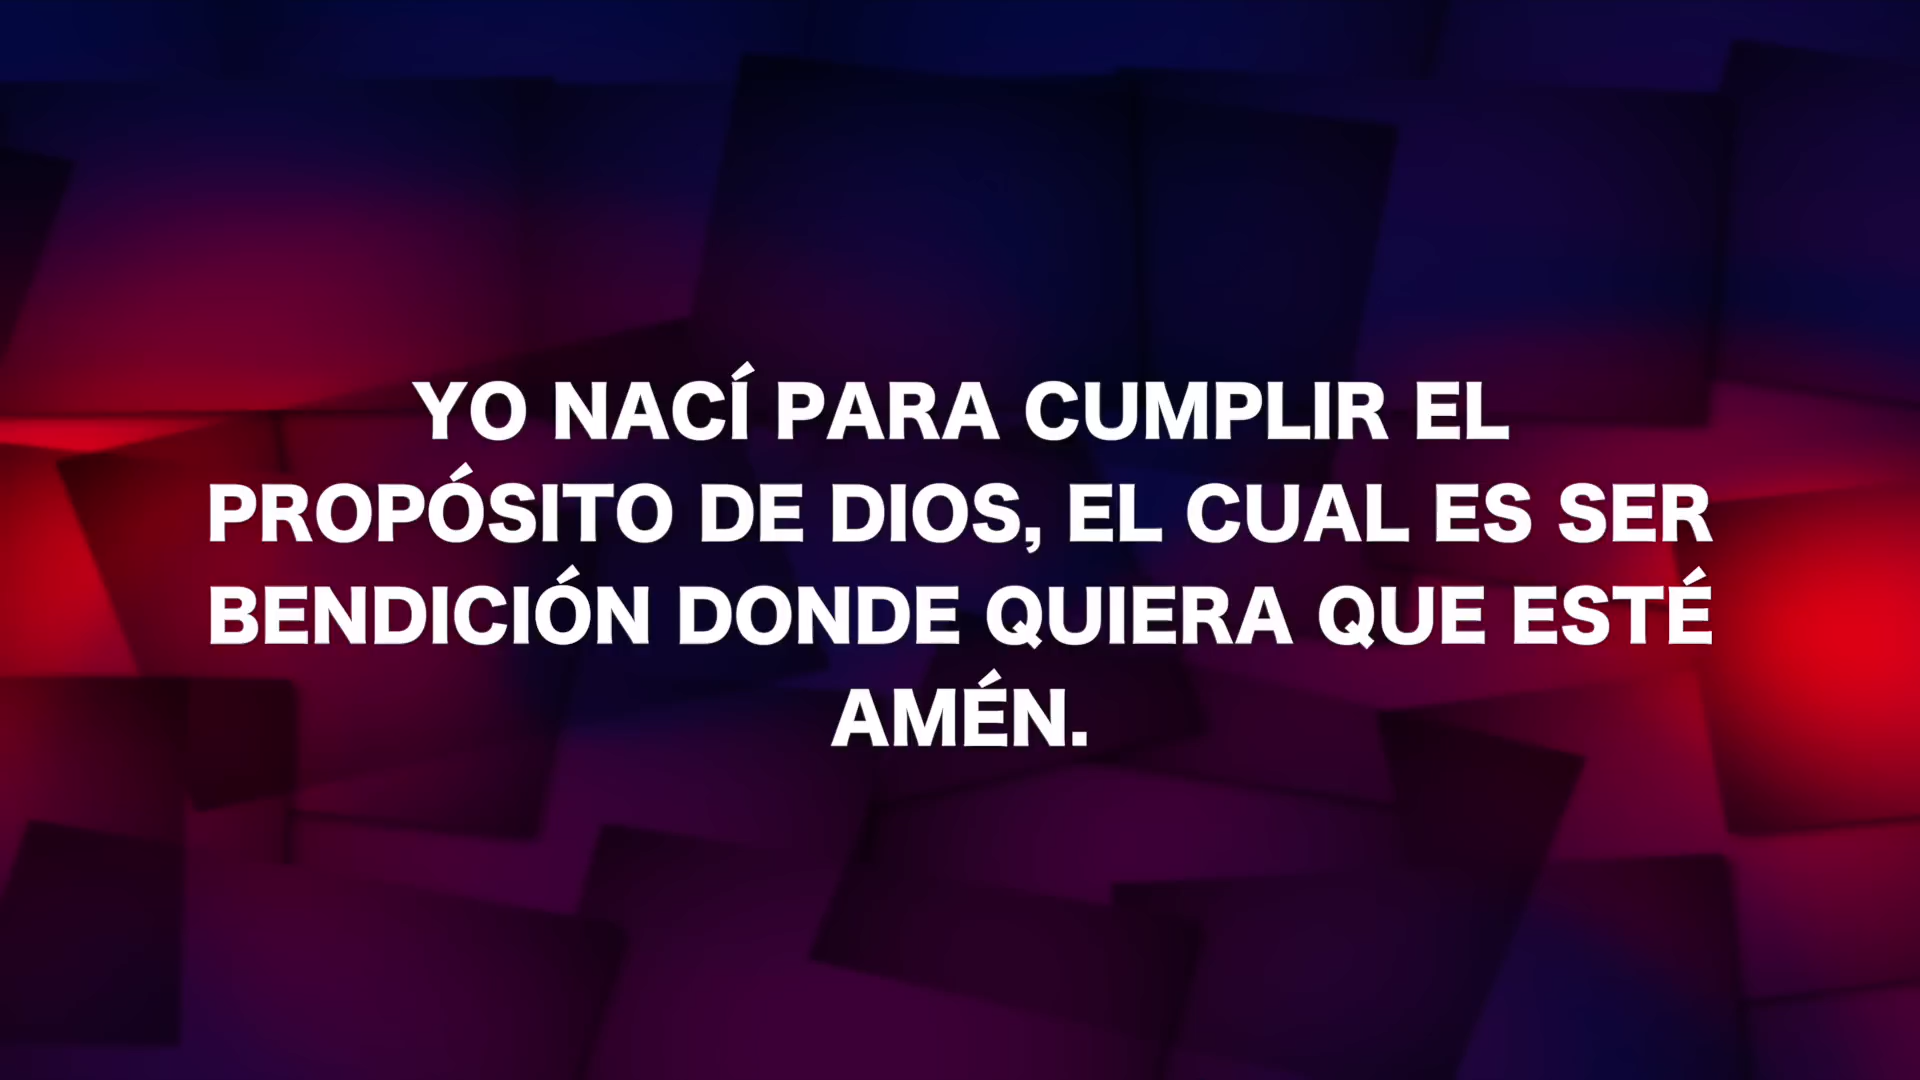 YO NACÍ PARA CUMPLIR EL
PROPÓSITO DE DIOS, EL CUAL ES SER
BENDICIÓN DONDE QUIERA QUE ESTÉ
AMÉN.